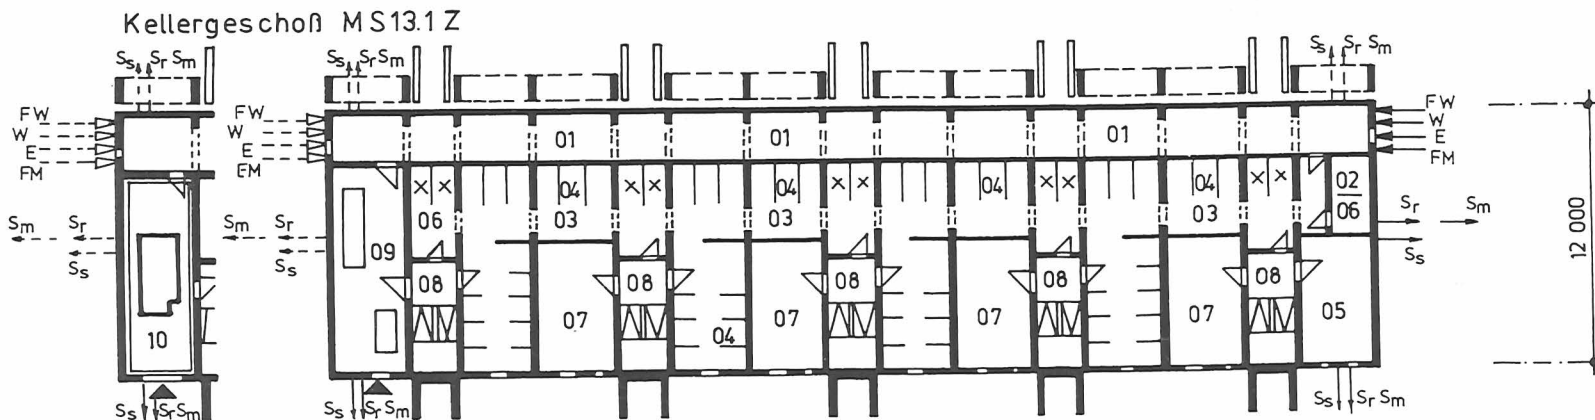 Kellergeschoß MS13.1 Z
Ss Sr Sm Ss Sr Sm Ss Sr Sm
FW FW FW
W W W
E E E
FM FM FM
01 01 01
04 04 04 04
× × × × × × × × × ×
02
06 03 03 03 06
Sm Sr Sm Sr Sr Sm
Ss Ss Ss
09
08 08 08 08 08
10 07 04 07 07 07 05
Ss Sr Sm Ss Sr Sm Ss Sr Sm
12 000